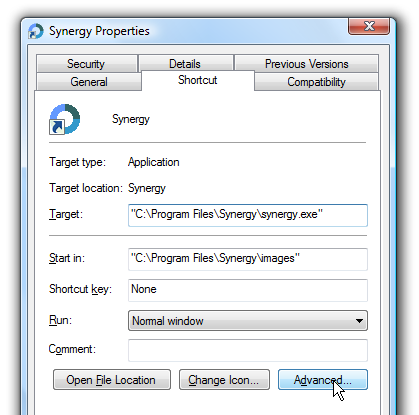 Synergy Properties
Security Details Previous Versions
General Shortcut Compatibility
Synergy
Target type: Application
Target location: Synergy
Target: "C:\Program Files\Synergy\synergy.exe"
Start in: "C:\Program Files\Synergy\images"
Shortcut key: None
Run: Normal window
Comment:
Open File Location Change Icon... Advanced...